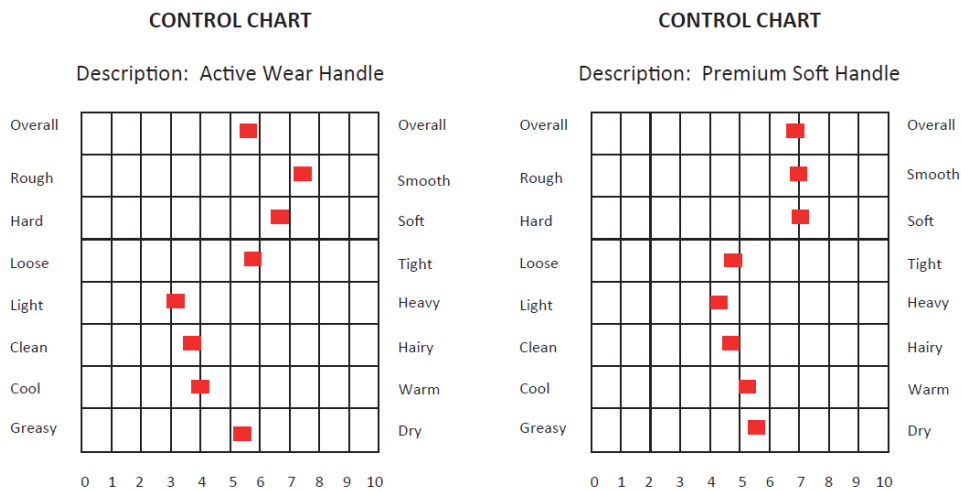 CONTROL CHART
Description: Active Wear Handle
Overall Overall
Rough Smooth
Hard Soft
Loose Tight
Light Heavy
Clean Hairy
Cool Warm
Greasy Dry
0 1 2 3 4 5 6 7 8 9 10
CONTROL CHART
Description: Premium Soft Handle
Overall Overall
Rough Smooth
Hard Soft
Loose Tight
Light Heavy
Clean Hairy
Cool Warm
Greasy Dry
0 1 2 3 4 5 6 7 8 9 10